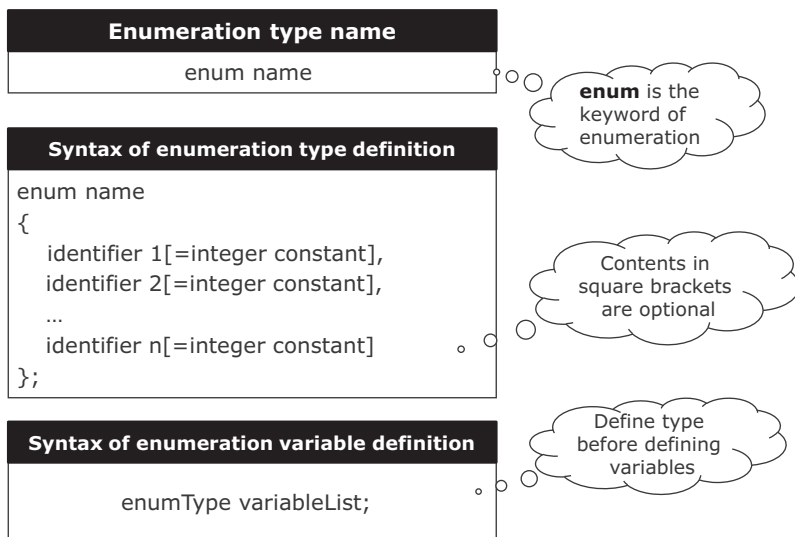 Enumeration type name
enum name
enum is the
keyword of
enumeration
Syntax of enumeration type definition
enum name
{
identifier 1[=integer constant],
identifier 2[=integer constant],
…
identifier n[=integer constant]
};
Contents in
square brackets
are optional
Syntax of enumeration variable definition
enumType variableList;
Define type
before defining
variables